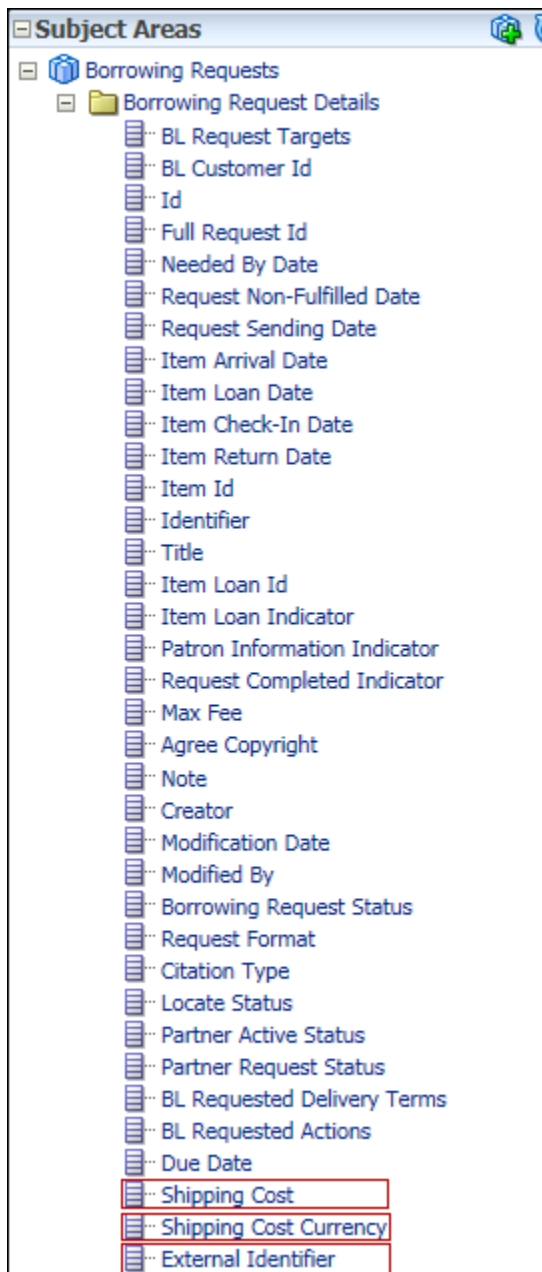 Subject Areas
Borrowing Requests
Borrowing Request Details
BL Request Targets
BL Customer Id
Id
Full Request Id
Needed By Date
Request Non-Fulfilled Date
Request Sending Date
Item Arrival Date
Item Loan Date
Item Check-In Date
Item Return Date
Item Id
Identifier
Title
Item Loan Id
Item Loan Indicator
Patron Information Indicator
Request Completed Indicator
Max Fee
Agree Copyright
Note
Creator
Modification Date
Modified By
Borrowing Request Status
Request Format
Citation Type
Locate Status
Partner Active Status
Partner Request Status
BL Requested Delivery Terms
BL Requested Actions
Due Date
Shipping Cost
Shipping Cost Currency
External Identifier